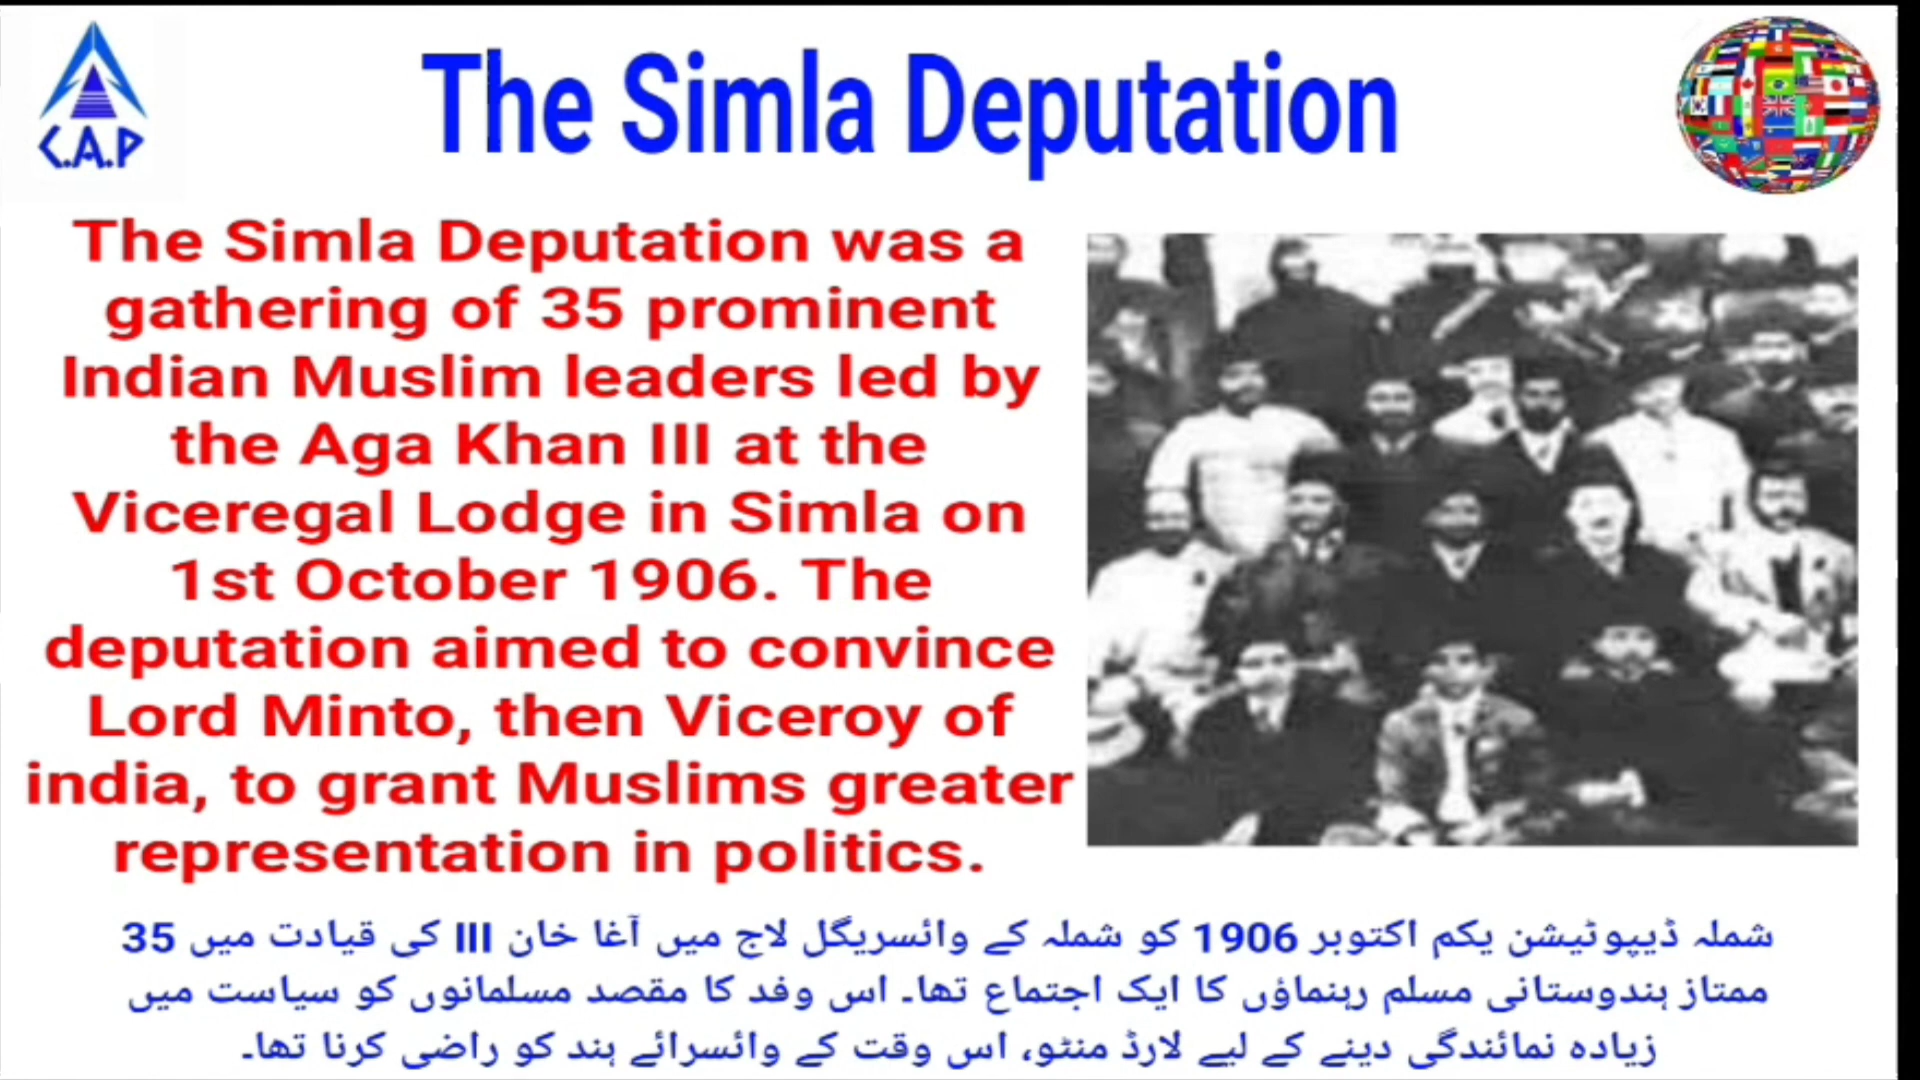 C.A.P
The Simla Deputation
The Simla Deputation was a
gathering of 35 prominent
Indian Muslim leaders led by
the Aga Khan III at the
Viceregal Lodge in Simla on
1st October 1906. The
deputation aimed to convince
Lord Minto, then Viceroy of
india, to grant Muslims greater
representation in politics.
شملہ ڈیپوٹیشن یکم اکتوبر 1906 کو شملہ کے وائسریگل لاج میں آغا خان III کی قیادت میں 35
ممتاز ہندوستانی مسلم رہنماؤں کا ایک اجتماع تھا۔ اس وفد کا مقصد مسلمانوں کو سیاست میں
زیادہ نمائندگی دینے کے لیے لارڈ منٹو، اس وقت کے وائسرائے ہند کو راضی کرنا تھا۔